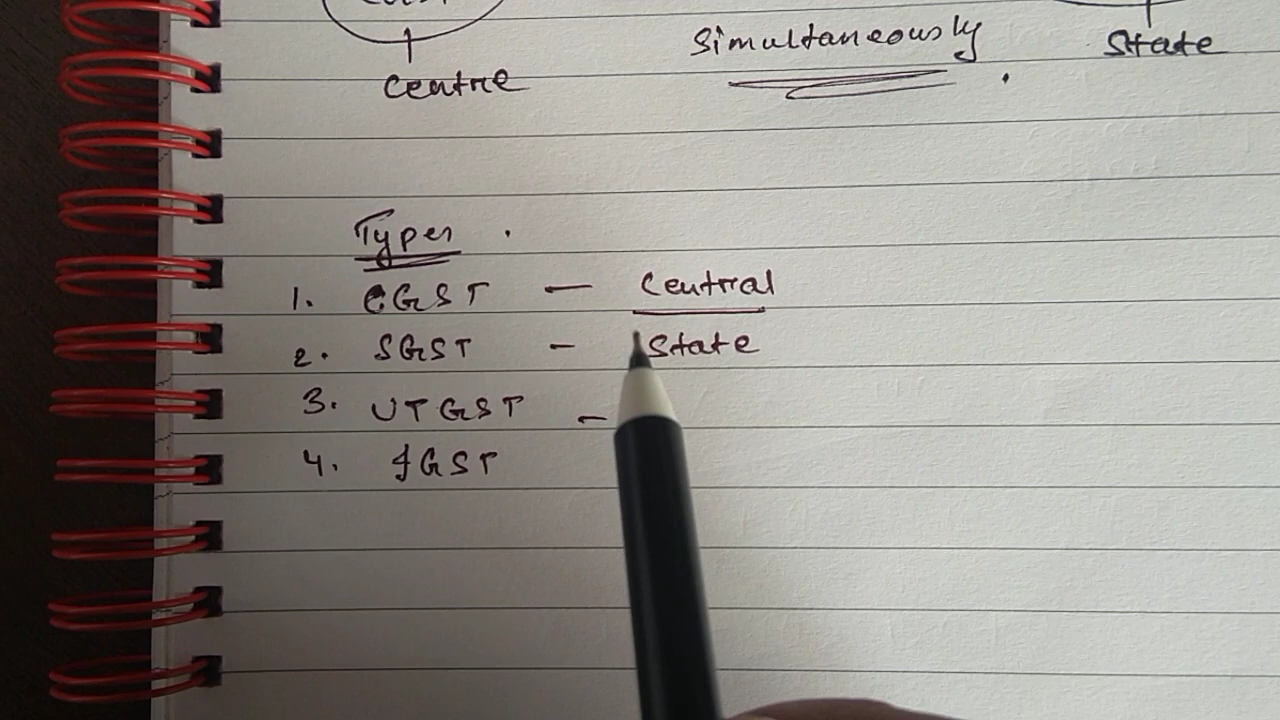 Simultaneously
State
Centre
Types
1. CGST — Central
2. SGST - State
3. UTGST -
4. IGST